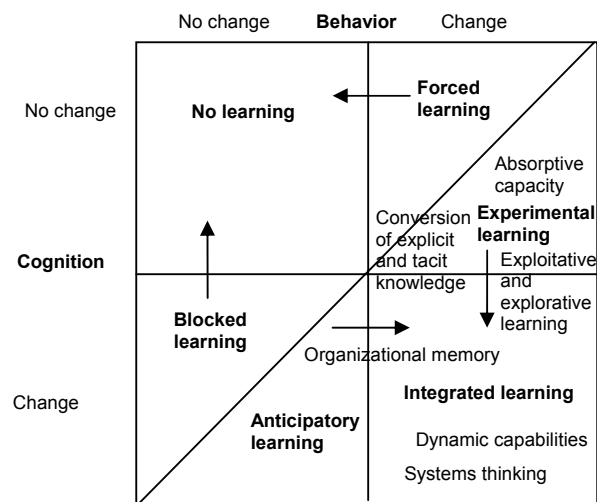 No change Behavior Change
No change
No learning
Forced
learning
Absorptive
capacity
Conversion
of explicit
and tacit
knowledge
Experimental
learning
Exploitative
and
explorative
learning
Cognition
Blocked
learning
Organizational memory
Change
Anticipatory
learning
Integrated learning
Dynamic capabilities
Systems thinking